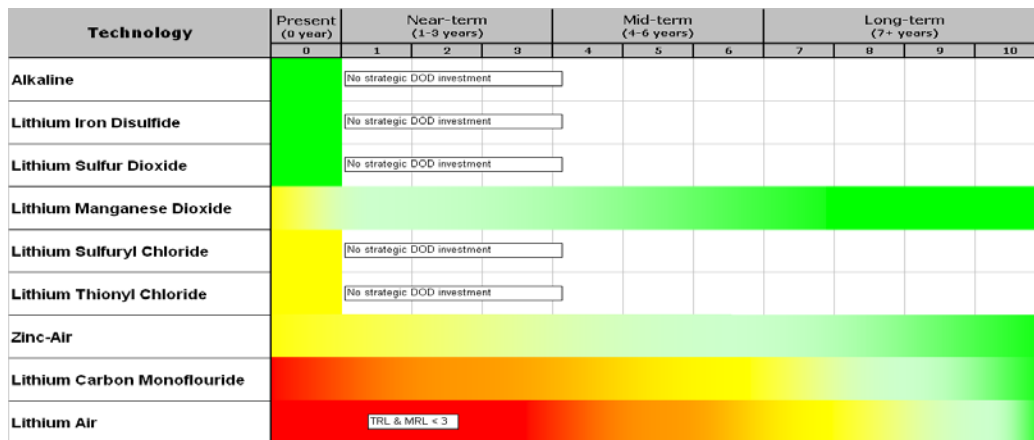 Technology
Present
(0 year)
Near-term
(1-3 years)
Mid-term
(4-6 years)
Long-term
(7+ years)
0 1 2 3 4 5 6 7 8 9 10
Alkaline
No strategic DOD investment
Lithium Iron Disulfide
No strategic DOD investment
Lithium Sulfur Dioxide
No strategic DOD investment
Lithium Manganese Dioxide
Lithium Sulfuryl Chloride
No strategic DOD investment
Lithium Thionyl Chloride
No strategic DOD investment
Zinc-Air
Lithium Carbon Monoflouride
Lithium Air
TRL & MRL < 3